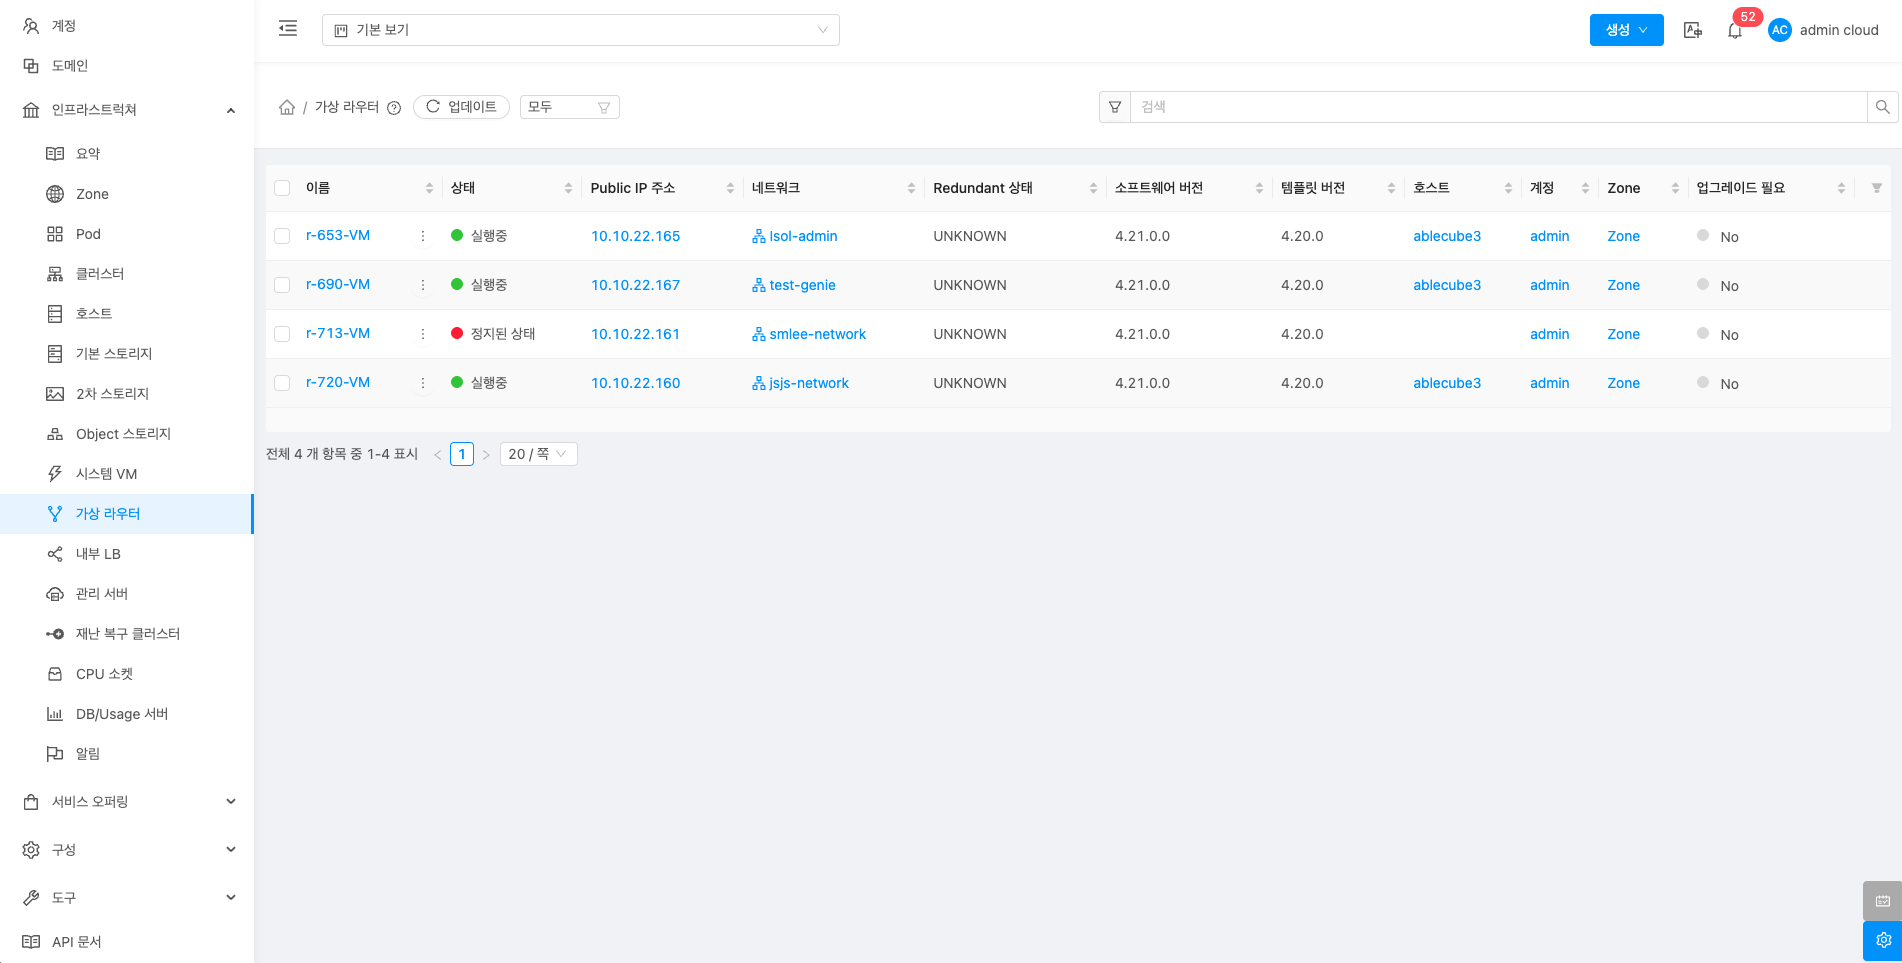 계정
도메인
인프라스트럭쳐
요약
Zone
Pod
클러스터
호스트
기본 스토리지
2차 스토리지
Object 스토리지
시스템 VM
가상 라우터
내부 LB
관리 서버
재난 복구 클러스터
CPU 소켓
DB/Usage 서버
알림
서비스 오퍼링
구성
도구
API 문서
기본 보기
생성
52
AC admin cloud
/ 가상 라우터 업데이트 모두
검색
이름 상태 Public IP 주소 네트워크 Redundant 상태 소프트웨어 버전 템플릿 버전 호스트 계정 Zone 업그레이드 필요
r-653-VM 실행중 10.10.22.165 lsol-admin UNKNOWN 4.21.0.0 4.20.0 ablecube3 admin Zone No
r-690-VM 실행중 10.10.22.167 test-genie UNKNOWN 4.21.0.0 4.20.0 ablecube3 admin Zone No
r-713-VM 정지된 상태 10.10.22.161 smlee-network UNKNOWN 4.21.0.0 4.20.0 admin Zone No
r-720-VM 실행중 10.10.22.160 jsjs-network UNKNOWN 4.21.0.0 4.20.0 ablecube3 admin Zone No
전체 4 개 항목 중 1-4 표시 < 1 > 20 / 쪽